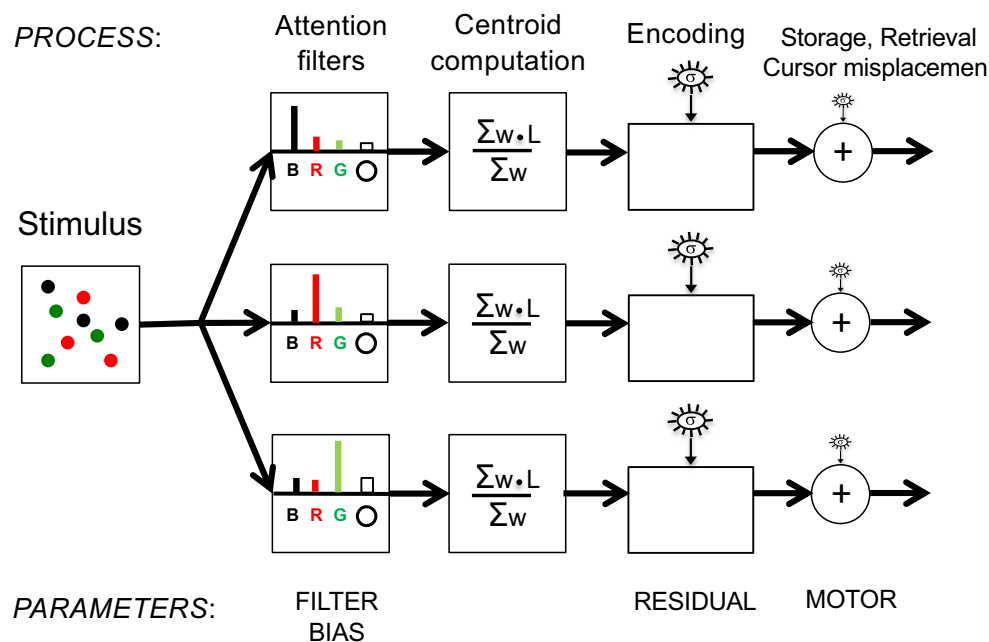 PROCESS:
Attention
filters
Centroid
computation
Encoding
Storage, Retrieval
Cursor misplacemen
σ
σ
B R G
Σw•L
Σw
+
Stimulus
σ
σ
B R G
Σw•L
Σw
+
σ
σ
B R G
Σw•L
Σw
+
PARAMETERS:
FILTER
BIAS
RESIDUAL
MOTOR